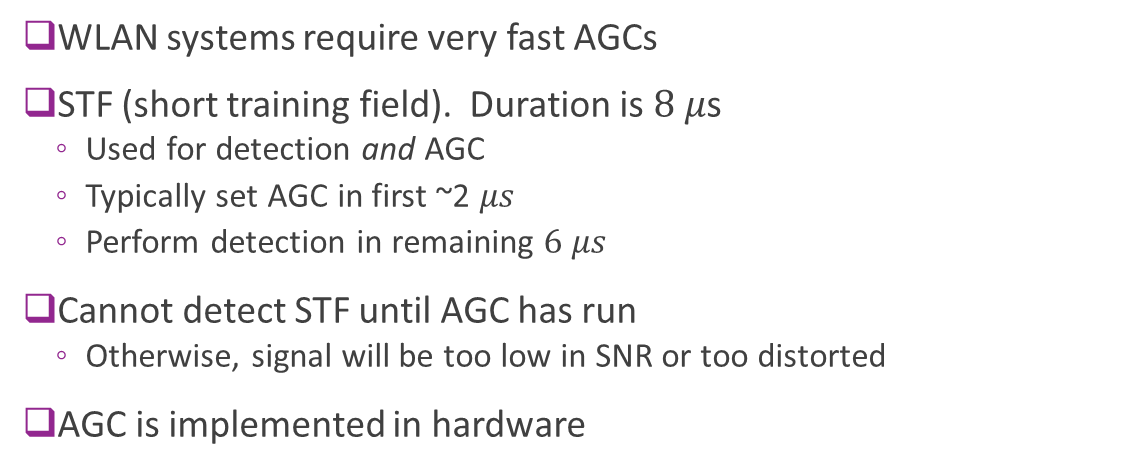 ❑WLAN systems require very fast AGCs
❑STF (short training field). Duration is 8 μs
◦ Used for detection and AGC
◦ Typically set AGC in first ~2 μs
◦ Perform detection in remaining 6 μs
❑Cannot detect STF until AGC has run
◦ Otherwise, signal will be too low in SNR or too distorted
❑AGC is implemented in hardware